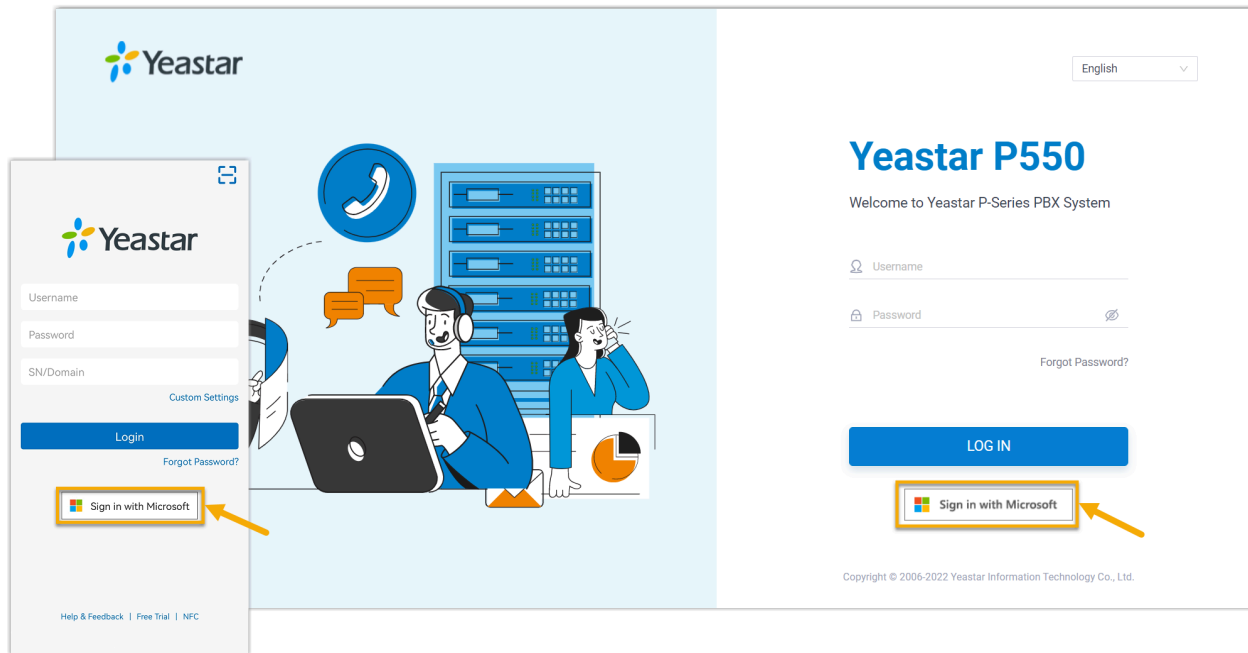 Yeastar
English
Yeastar P550
Welcome to Yeastar P-Series PBX System
Username
Password
Forgot Password?
LOG IN
Sign in with Microsoft
Copyright © 2006-2022 Yeastar Information Technology Co., Ltd.
Yeastar
Username
Password
SN/Domain
Custom Settings
Login
Forgot Password?
Sign in with Microsoft
Help & Feedback | Free Trial | NFC